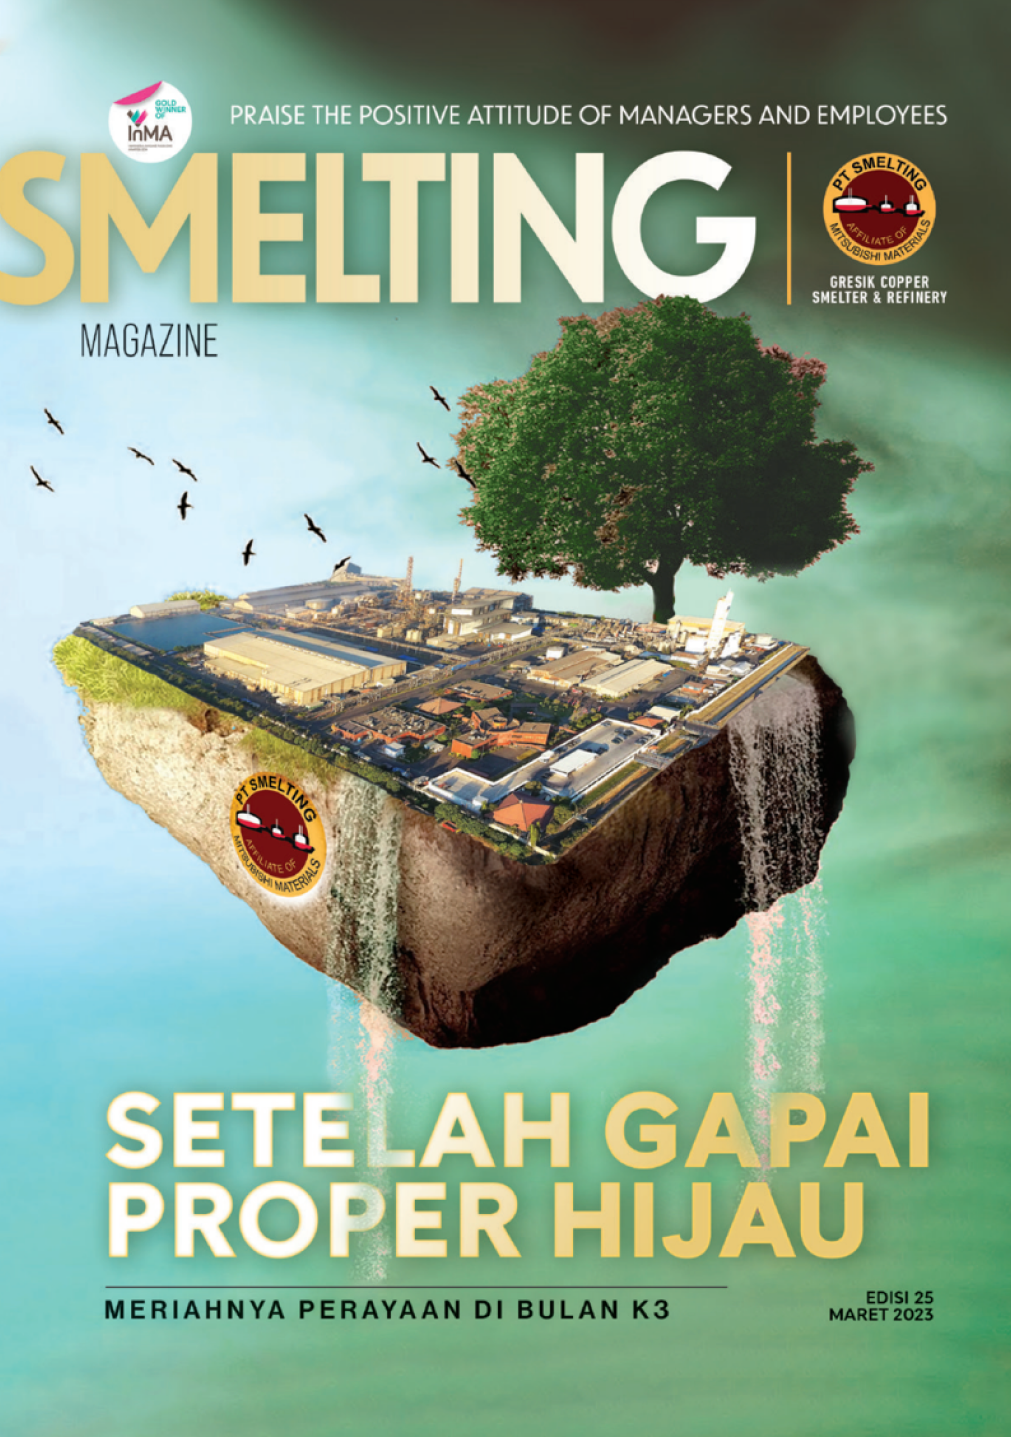 GOLD
WINNER
OF
InMA
PRAISE THE POSITIVE ATTITUDE OF MANAGERS AND EMPLOYEES
SMELTING
MAGAZINE
PT SMELTING
AFFILIATE OF
MITSUBISHI MATERIALS
GRESIK COPPER
SMELTER & REFINERY
PT SMELTING
AFFILIATE OF
MITSUBISHI MATERIALS
SETELAH GAPAI
PROPER HIJAU
MERIAHNYA PERAYAAN DI BULAN K3
EDISI 25
MARET 2023